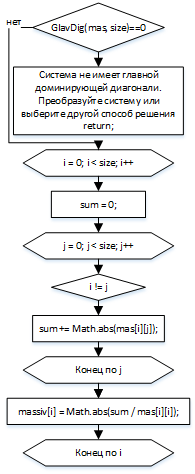 GlavDig(mas, size)==0
нет
Система не имеет главной
доминирующей диагонали.
Преобразуйте систему или
выберите другой способ решения
return;
i = 0; i < size; i++
sum = 0;
j = 0; j < size; j++
i != j
sum += Math.abs(mas[i][j]);
Конец по j
massiv[i] = Math.abs(sum / mas[i][i]);
Конец по i